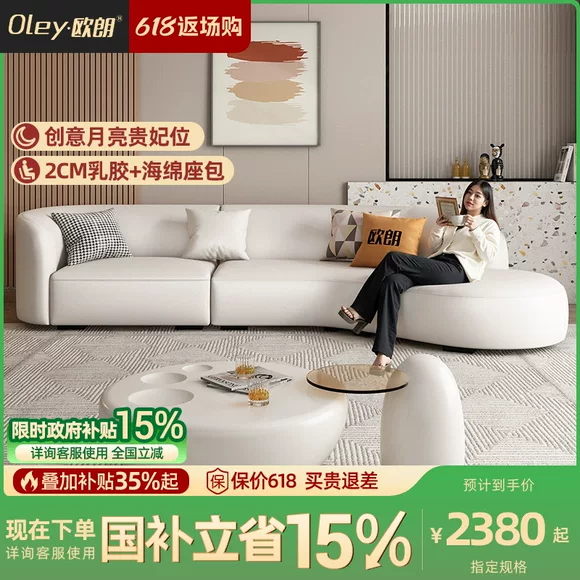 Oley·欧朗®
618返场购
创意月亮贵妃位
2CM乳胶+海绵座包
欧朗
限时政府补贴15%
详询客服使用 全国立减
叠加补贴35%起
保 保价618 买贵退差
现在下单
详询客服使用
国补立省15%
预计到手价
¥2380起
指定规格